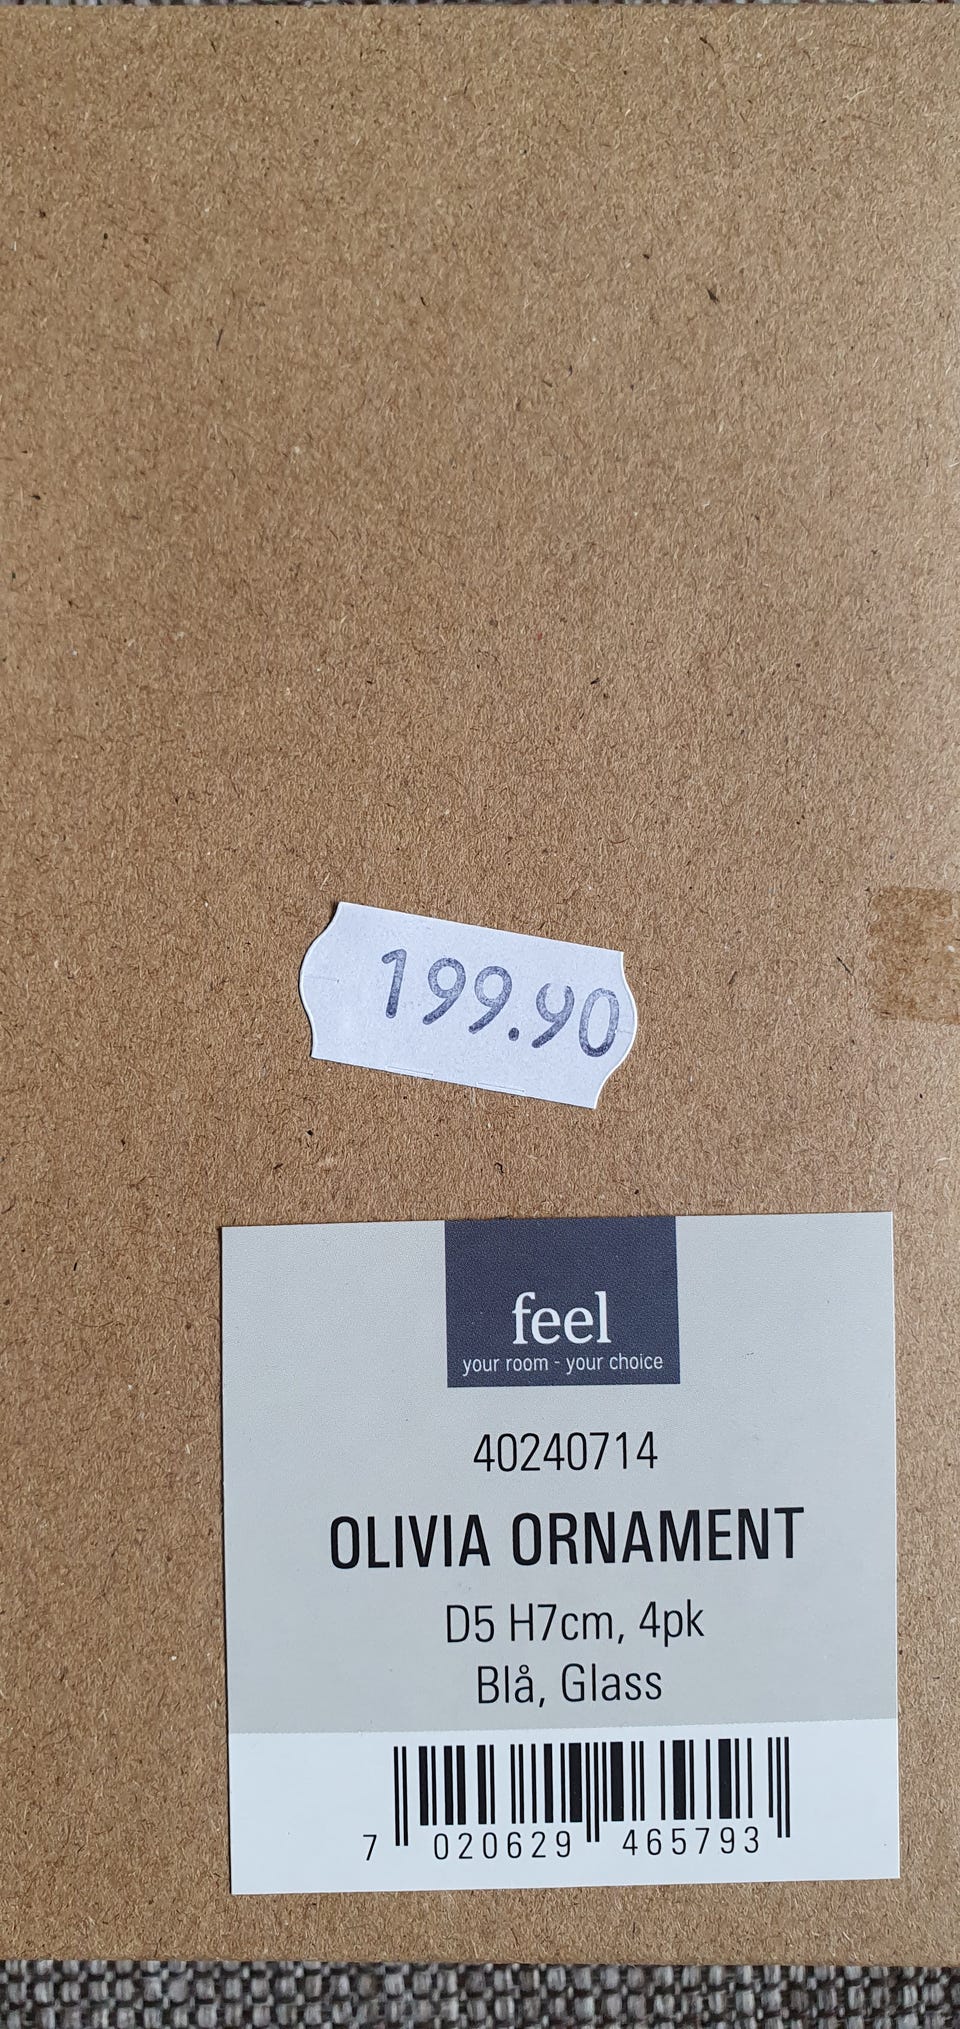 199.90
feel
your room - your choice
40240714
OLIVIA ORNAMENT
D5 H7cm, 4pk
Blå, Glass
7 020629 465793